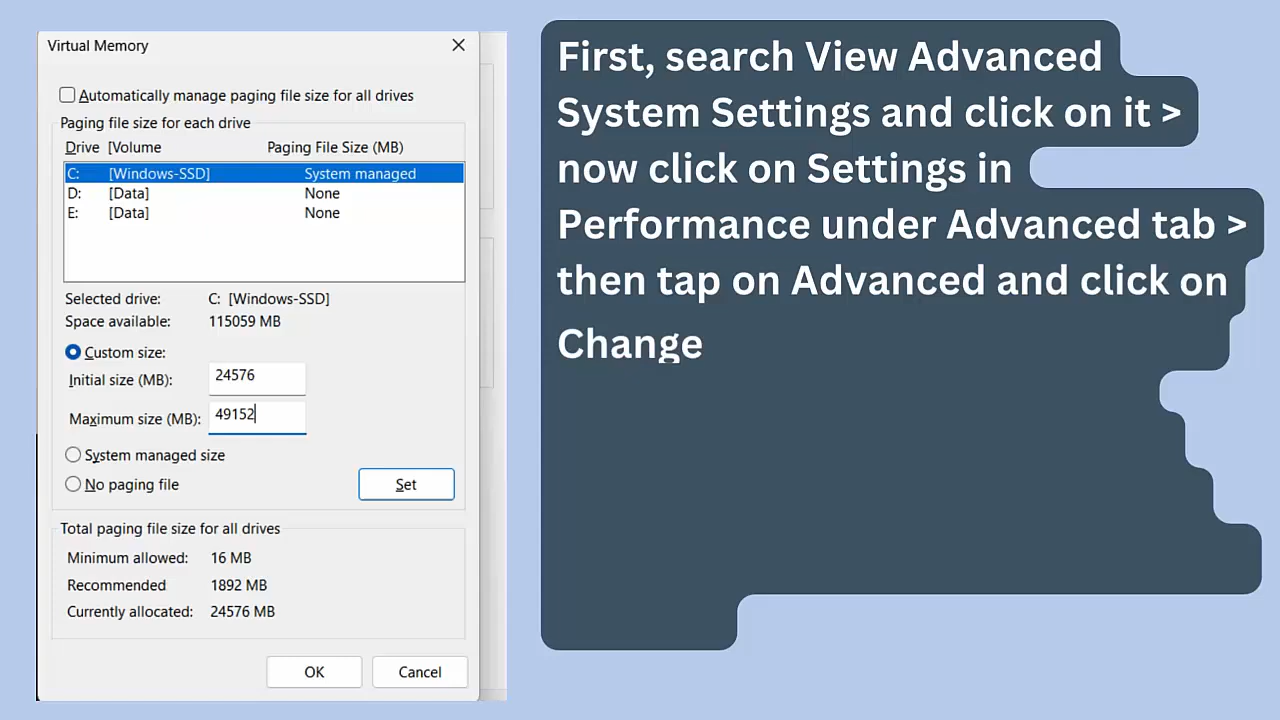 Virtual Memory
Automatically manage paging file size for all drives
Paging file size for each drive
Drive [Volume Paging File Size (MB)
C: [Windows-SSD] System managed
D: [Data] None
E: [Data] None
Selected drive: C: [Windows-SSD]
Space available: 115059 MB
Custom size:
Initial size (MB): 24576
Maximum size (MB): 49152
System managed size
No paging file
Set
Total paging file size for all drives
Minimum allowed: 16 MB
Recommended 1892 MB
Currently allocated: 24576 MB
OK Cancel
First, search View Advanced
System Settings and click on it >
now click on Settings in
Performance under Advanced tab >
then tap on Advanced and click on
Change